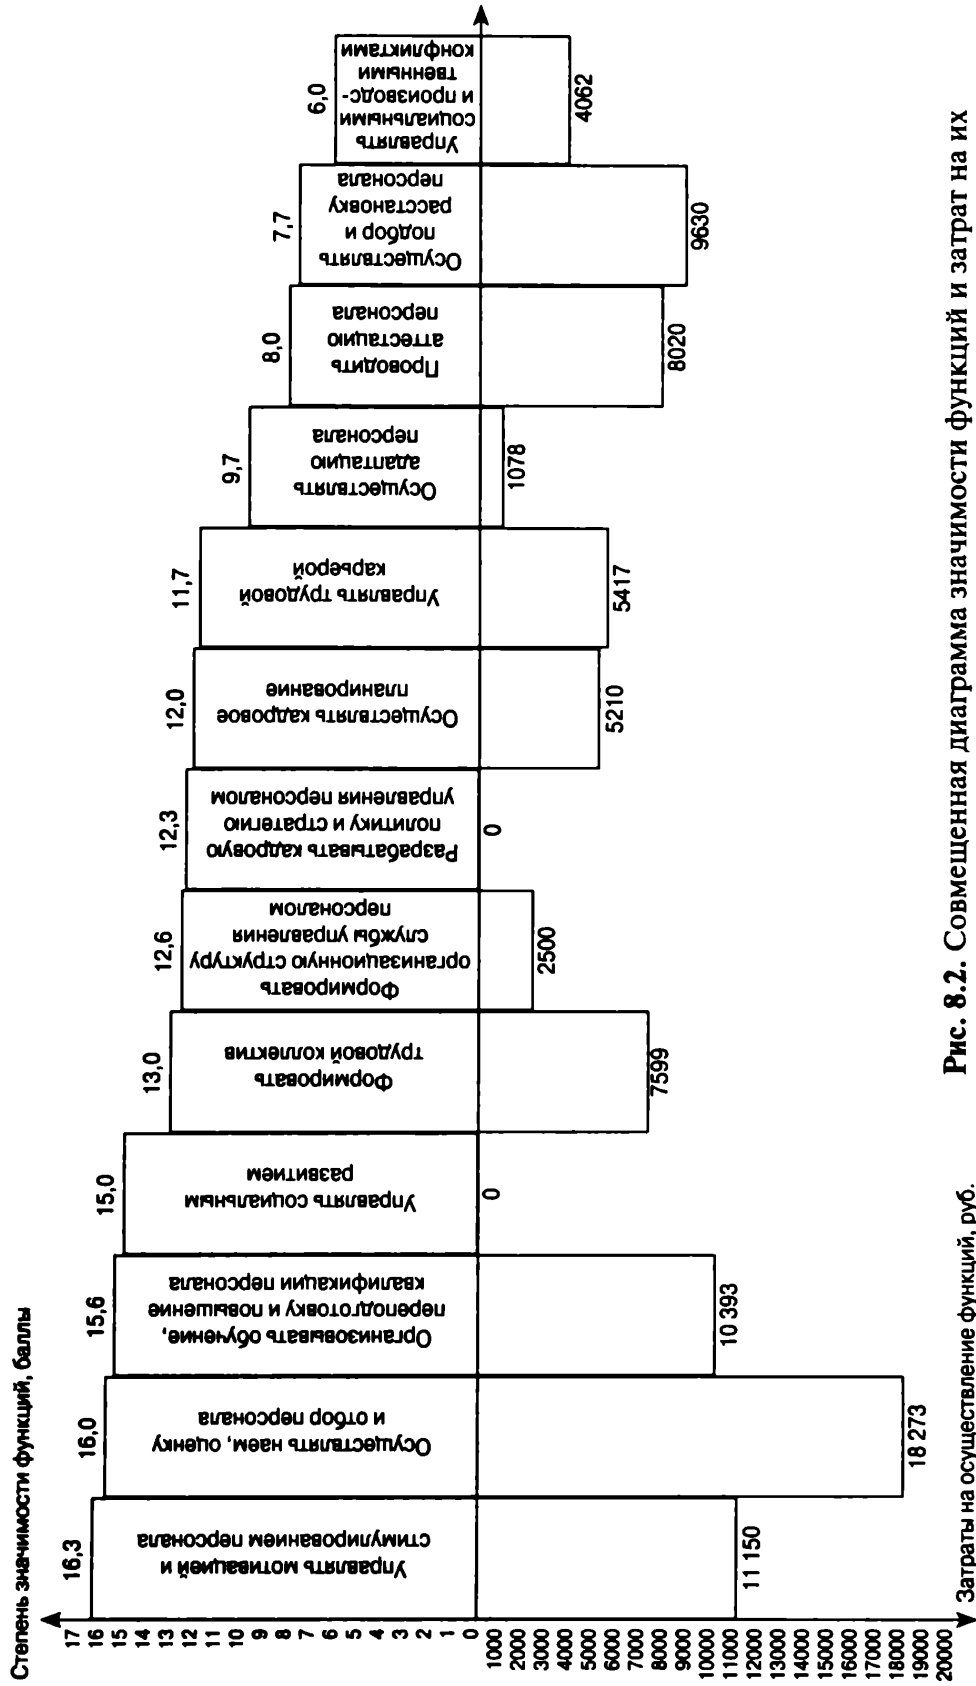 Степень значимости функций, баллы
17
16
15
14
13
12
11
10
9
8
7
6
5
4
3
2
1
0
1000
2000
3000
4000
5000
6000
7000
8000
9000
10000
11000
12000
13000
14000
15000
16000
17000
18000
19000
20000
16,3
Управлять мотивацией и
стимулированием персонала
11 150
16,0
Осуществлять наем, оценку
и отбор персонала
18 273
15,6
Организовывать обучение,
переподготовку и повышение
квалификации персонала
10 393
15,0
Управлять социальным
развитием
0
13,0
Формировать
трудовой коллектив
7599
12,6
Формировать
организационную структуру
службы управления
персоналом
2500
12,3
Разрабатывать кадровую
политику и стратегию
управления персоналом
0
12,0
Осуществлять кадровое
планирование
5210
11,7
Управлять трудовой
карьерой
5417
9,7
Осуществлять
адаптацию
персонала
1078
8,0
Проводить
аттестацию
персонала
8020
7,7
Осуществлять
подбор и
расстановку
персонала
9630
6,0
Управлять
социальными
и производс-
твенными
конфликтами
4062
Затраты на осуществление функций, руб.
Рис. 8.2. Совмещенная диаграмма значимости функций и затрат на их